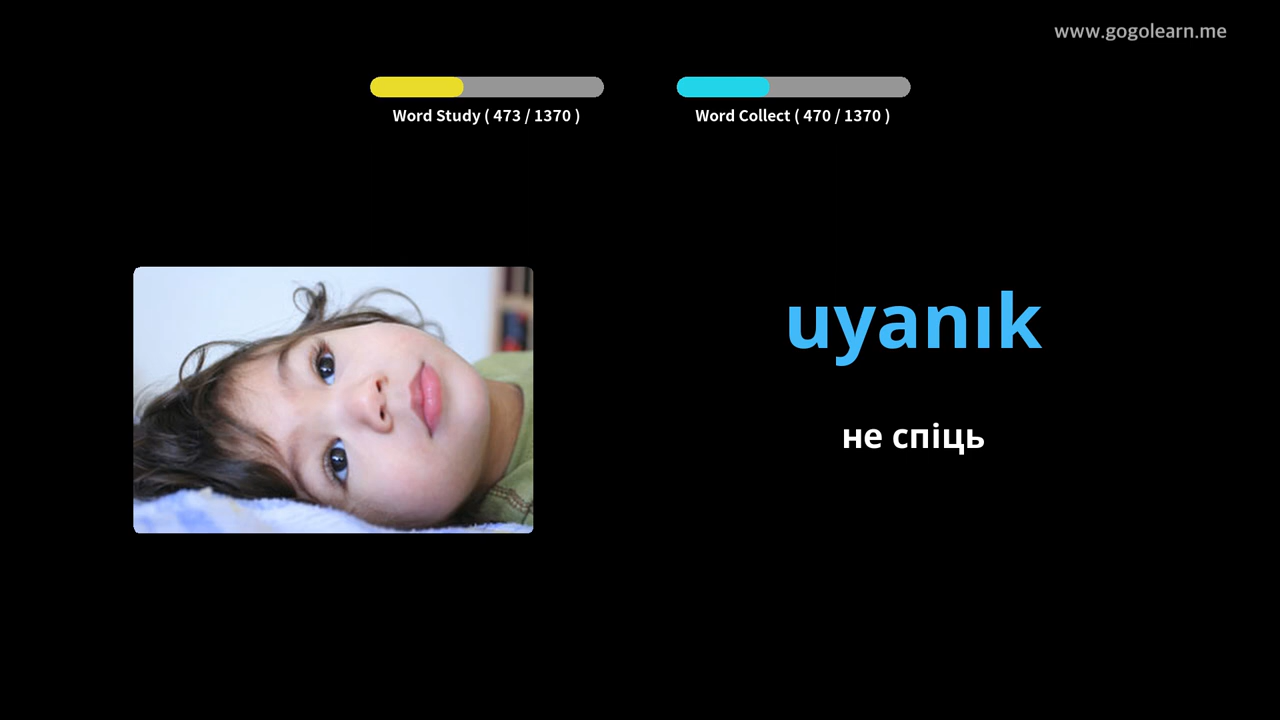 www.gogolearn.me
Word Study ( 473 / 1370 )
Word Collect ( 470 / 1370 )
uyanık
не спіць